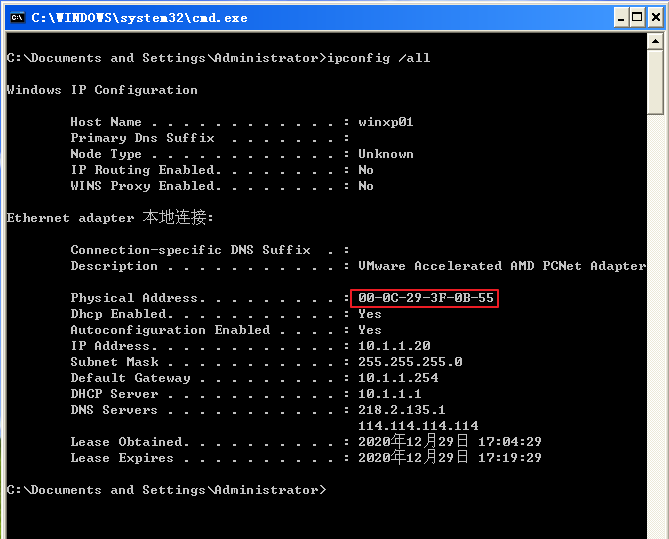 C:\WINDOWS\system32\cmd.exe
C:\Documents and Settings\Administrator>ipconfig /all
Windows IP Configuration
Host Name . . . . . . . . . . . . : winxp01
Primary Dns Suffix  . . . . . . . :
Node Type . . . . . . . . . . . . : Unknown
IP Routing Enabled. . . . . . . . : No
WINS Proxy Enabled. . . . . . . . : No
Ethernet adapter 本地连接:
Connection-specific DNS Suffix  . :
Description . . . . . . . . . . . : VMware Accelerated AMD PCNet Adapter
Physical Address. . . . . . . . . : 00-0C-29-3F-0B-55
Dhcp Enabled. . . . . . . . . . . : Yes
Autoconfiguration Enabled . . . . : Yes
IP Address. . . . . . . . . . . . : 10.1.1.20
Subnet Mask . . . . . . . . . . . : 255.255.255.0
Default Gateway . . . . . . . . . : 10.1.1.254
DHCP Server . . . . . . . . . . . : 10.1.1.1
DNS Servers . . . . . . . . . . . : 218.2.135.1
114.114.114.114
Lease Obtained. . . . . . . . . . : 2020年12月29日 17:04:29
Lease Expires . . . . . . . . . . : 2020年12月29日 17:19:29
C:\Documents and Settings\Administrator>